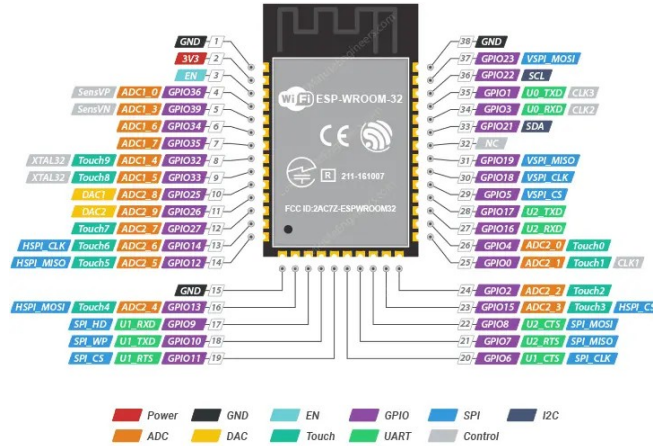 GND 1
3V3 2
EN 3
SensVP ADC1_0 GPIO36 4
SensVN ADC1_3 GPIO39 5
ADC1_6 GPIO34 6
ADC1_7 GPIO35 7
XTAL32 Touch9 ADC1_4 GPIO32 8
XTAL32 Touch8 ADC1_5 GPIO33 9
DAC1 ADC2_8 GPIO25 10
DAC2 ADC2_9 GPIO26 11
Touch7 ADC2_7 GPIO27 12
HSPI_CLK Touch6 ADC2_6 GPIO14 13
HSPI_MISO Touch5 ADC2_5 GPIO12 14
GND 15
HSPI_MOSI Touch4 ADC2_4 GPIO13 16
SPI_HD U1_RXD GPIO9 17
SPI_WP U1_TXD GPIO10 18
SPI_CS U1_RTS GPIO11 19
WiFi ESP-WROOM-32
CE
R 211-161007
FCC ID:2AC7Z-ESPWROOM32
38 GND
37 GPIO23 VSPI_MOSI
36 GPIO22 SCL
35 GPIO1 U0_TXD CLK3
34 GPIO3 U0_RXD CLK2
33 GPIO21 SDA
32 NC
31 GPIO19 VSPI_MISO
30 GPIO18 VSPI_CLK
29 GPIO5 VSPI_CS
28 GPIO17 U2_TXD
27 GPIO16 U2_RXD
26 GPIO4 ADC2_0 Touch0
25 GPIO0 ADC2_1 Touch1 CLK1
24 GPIO2 ADC2_2 Touch2
23 GPIO15 ADC2_3 Touch3 HSPI_CS
22 GPIO8 U2_CTS SPI_MOSI
21 GPIO7 U2_RTS SPI_MISO
20 GPIO6 U1_CTS SPI_CLK
Power GND EN GPIO SPI I2C
ADC DAC Touch UART Control